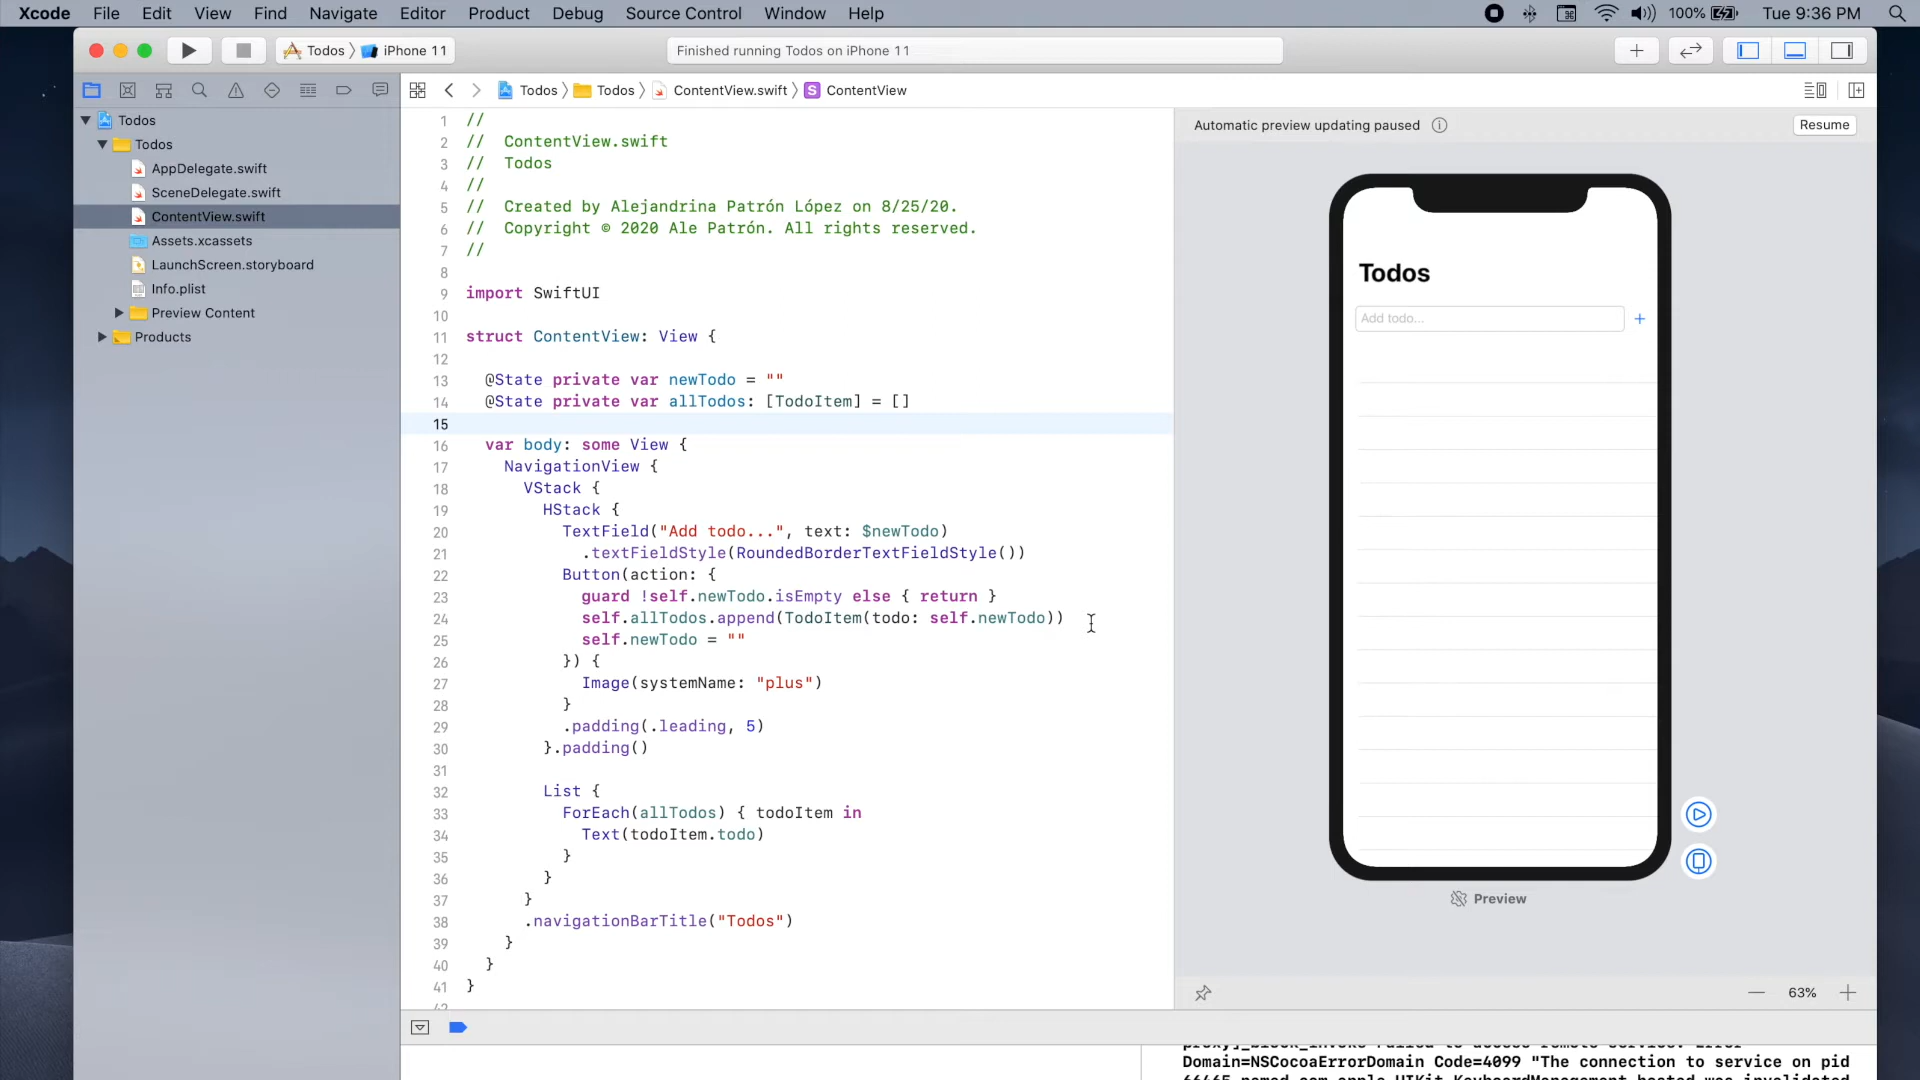 Xcode File Edit View Find Navigate Editor Product Debug Source Control Window Help 100% Tue 9:36 PM
Todos iPhone 11
Finished running Todos on iPhone 11
Todos Todos ContentView.swift S ContentView
Todos
Todos
AppDelegate.swift
SceneDelegate.swift
ContentView.swift
Assets.xcassets
LaunchScreen.storyboard
Info.plist
Preview Content
Products
1 //
2 // ContentView.swift
3 // Todos
4 //
5 // Created by Alejandrina Patrón López on 8/25/20.
6 // Copyright © 2020 Ale Patrón. All rights reserved.
7 //
8
9 import SwiftUI
10
11 struct ContentView: View {
12
13 @State private var newTodo = ""
14 @State private var allTodos: [TodoItem] = []
15
16 var body: some View {
17 NavigationView {
18 VStack {
19 HStack {
20 TextField("Add todo...", text: $newTodo)
21 .textFieldStyle(RoundedBorderTextFieldStyle())
22 Button(action: {
23 guard !self.newTodo.isEmpty else { return }
24 self.allTodos.append(TodoItem(todo: self.newTodo))
25 self.newTodo = ""
26 }) {
27 Image(systemName: "plus")
28 }
29 .padding(.leading, 5)
30 }.padding()
31
32 List {
33 ForEach(allTodos) { todoItem in
34 Text(todoItem.todo)
35 }
36 }
37 }
38 .navigationBarTitle("Todos")
39 }
40 }
41 }
Automatic preview updating paused
Resume
Todos
Add todo...
Preview
63%
Domain=NSCocoaErrorDomain Code=4099 "The connection to service on pid